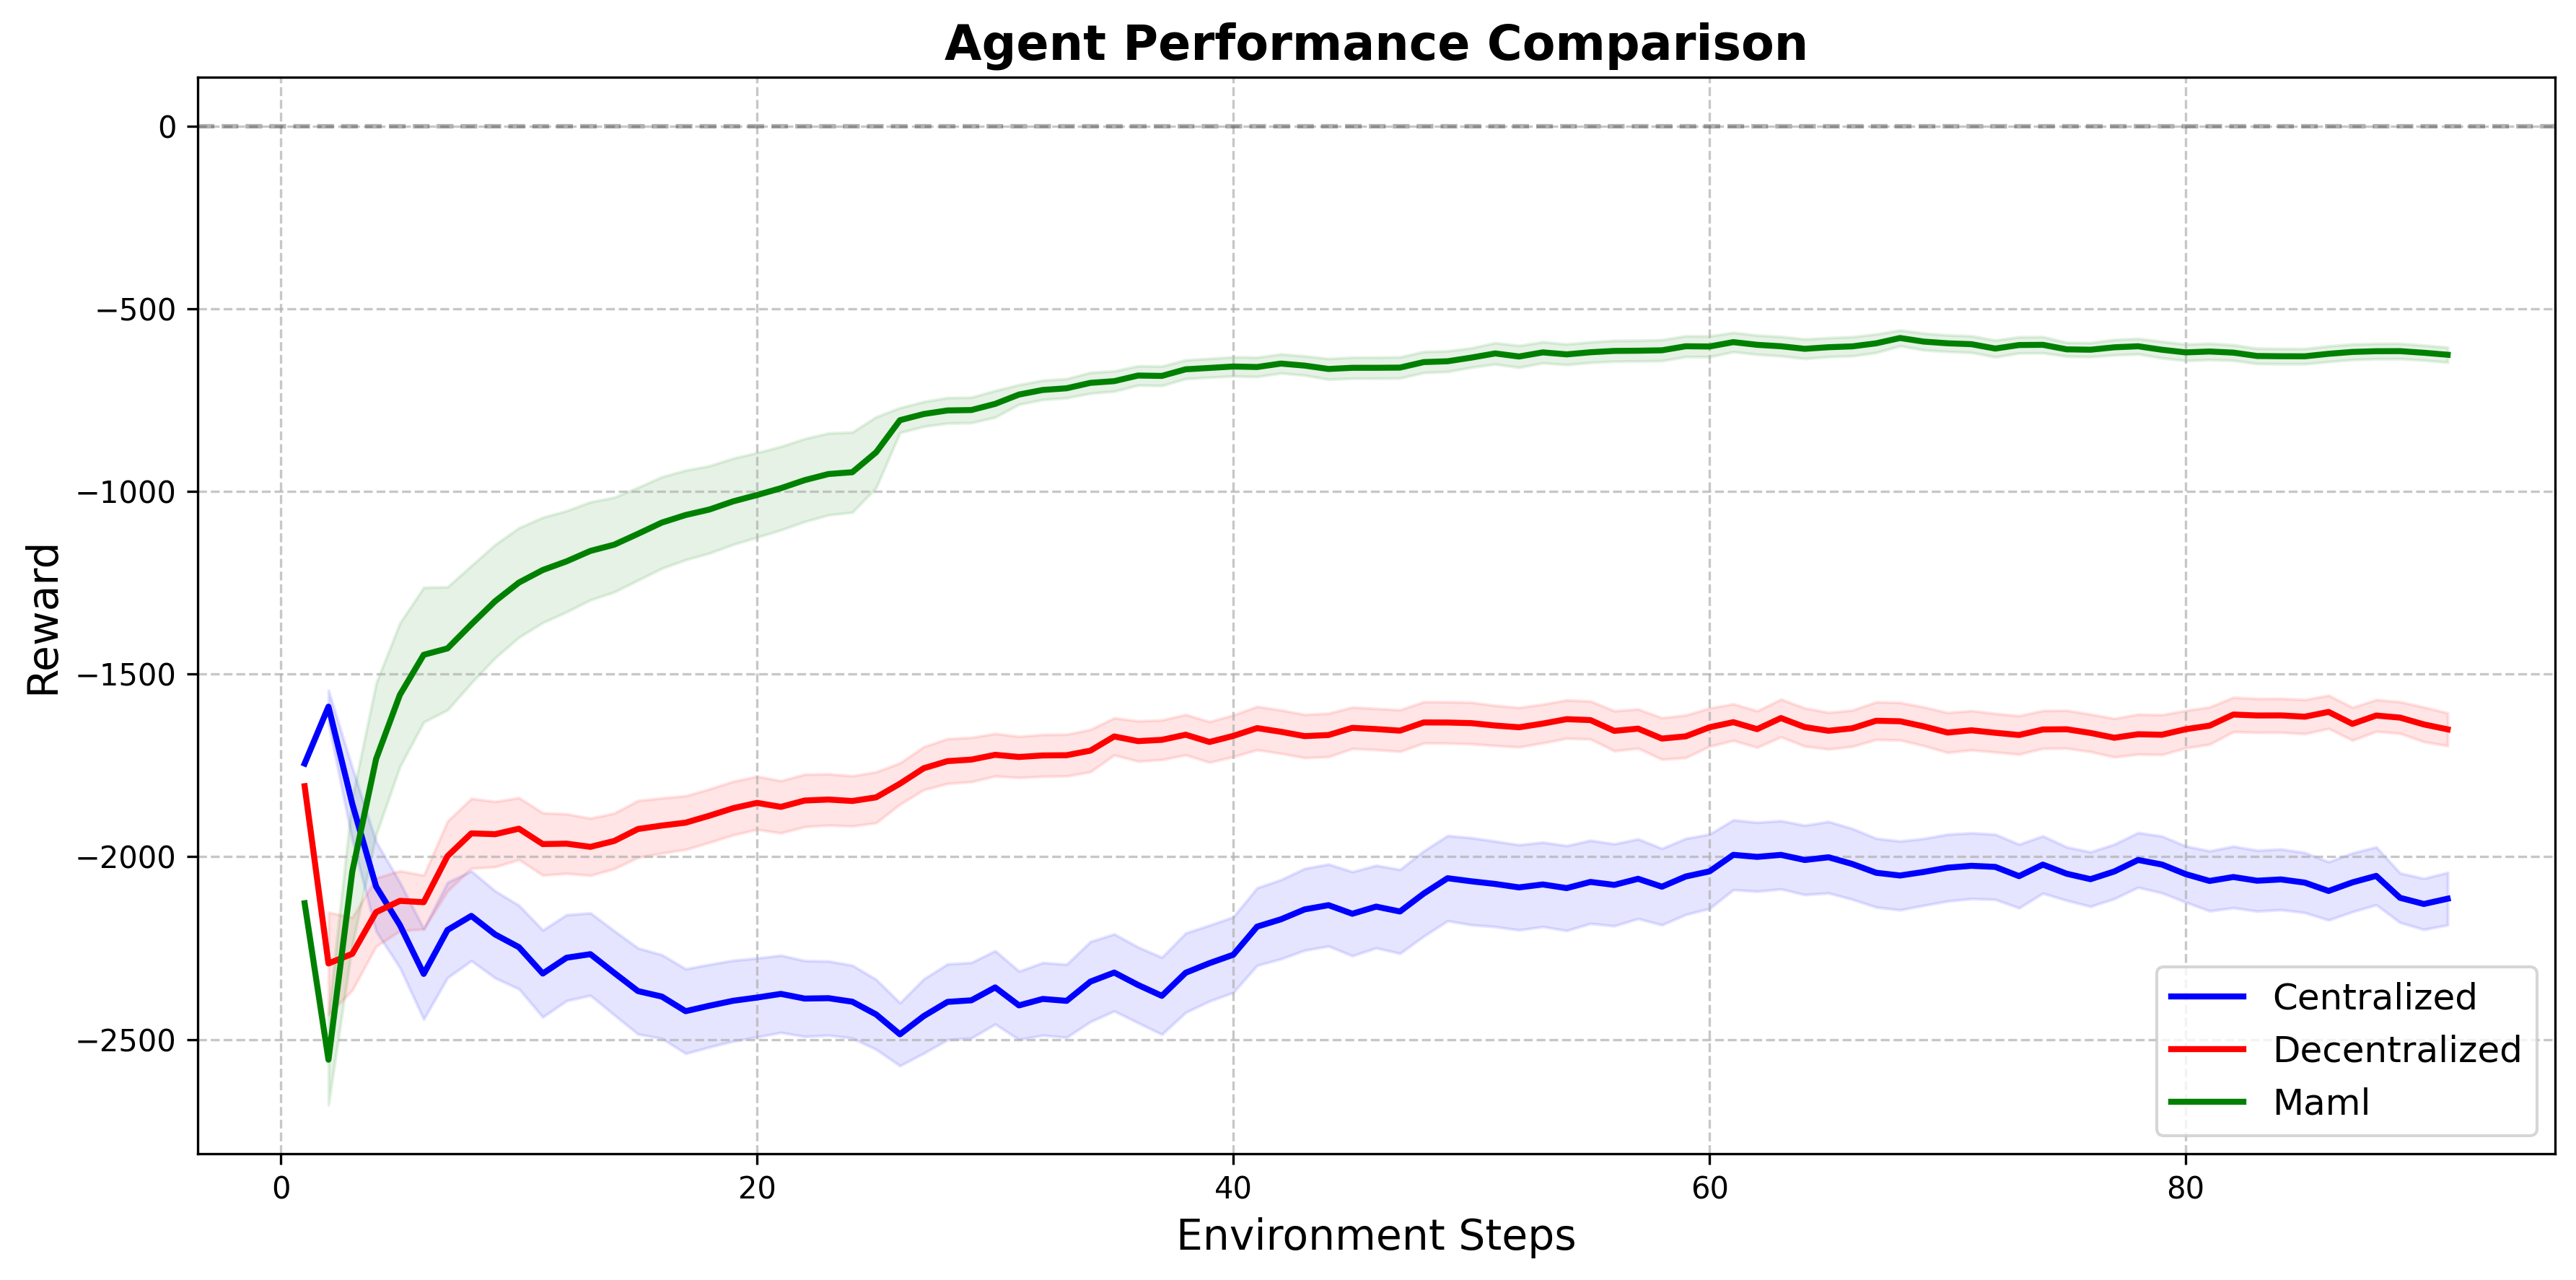 Agent Performance Comparison
0
−500
−1000
−1500
−2000
−2500
Reward
0 20 40 60 80
Environment Steps
Centralized
Decentralized
Maml